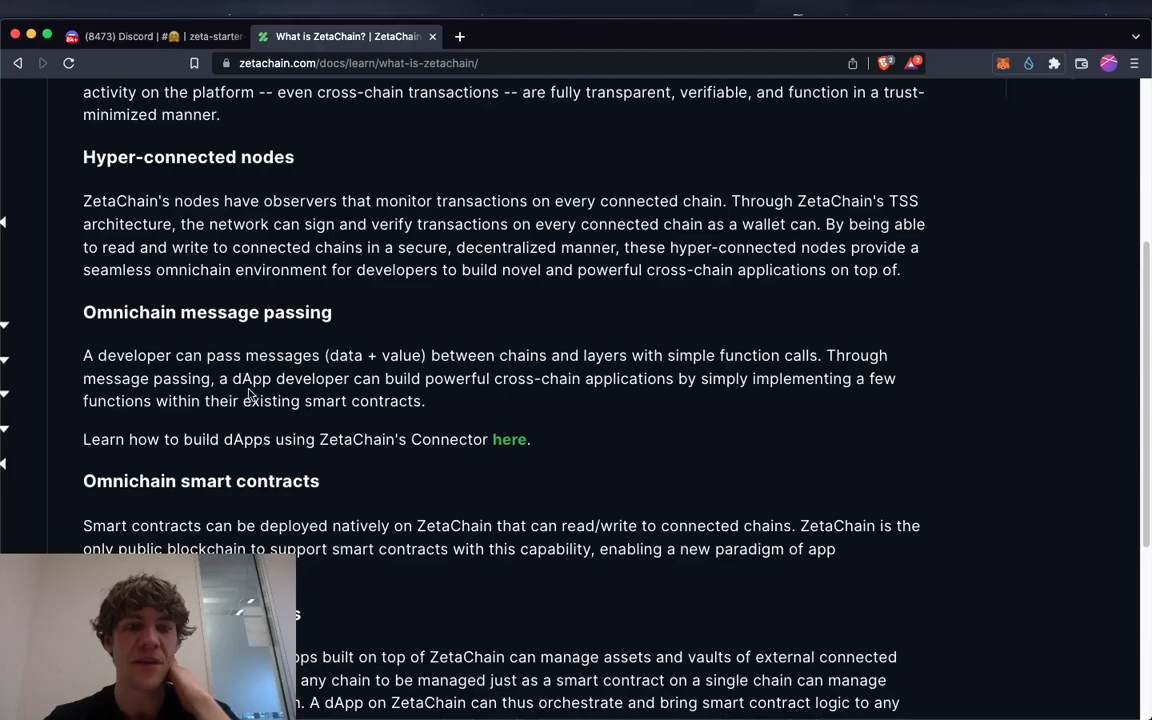 (8473) Discord | # | zeta-starter-
What is ZetaChain? | ZetaChain
zetachain.com/docs/learn/what-is-zetachain/
activity on the platform -- even cross-chain transactions -- are fully transparent, verifiable, and function in a trust-
minimized manner.
Hyper-connected nodes
ZetaChain's nodes have observers that monitor transactions on every connected chain. Through ZetaChain's TSS
architecture, the network can sign and verify transactions on every connected chain as a wallet can. By being able
to read and write to connected chains in a secure, decentralized manner, these hyper-connected nodes provide a
seamless omnichain environment for developers to build novel and powerful cross-chain applications on top of.
Omnichain message passing
A developer can pass messages (data + value) between chains and layers with simple function calls. Through
message passing, a dApp developer can build powerful cross-chain applications by simply implementing a few
functions within their existing smart contracts.
Learn how to build dApps using ZetaChain's Connector here.
Omnichain smart contracts
Smart contracts can be deployed natively on ZetaChain that can read/write to connected chains. ZetaChain is the
only public blockchain to support smart contracts with this capability, enabling a new paradigm of app
built on top of ZetaChain can manage assets and vaults of external connected
any chain to be managed just as a smart contract on a single chain can manage
A dApp on ZetaChain can thus orchestrate and bring smart contract logic to any